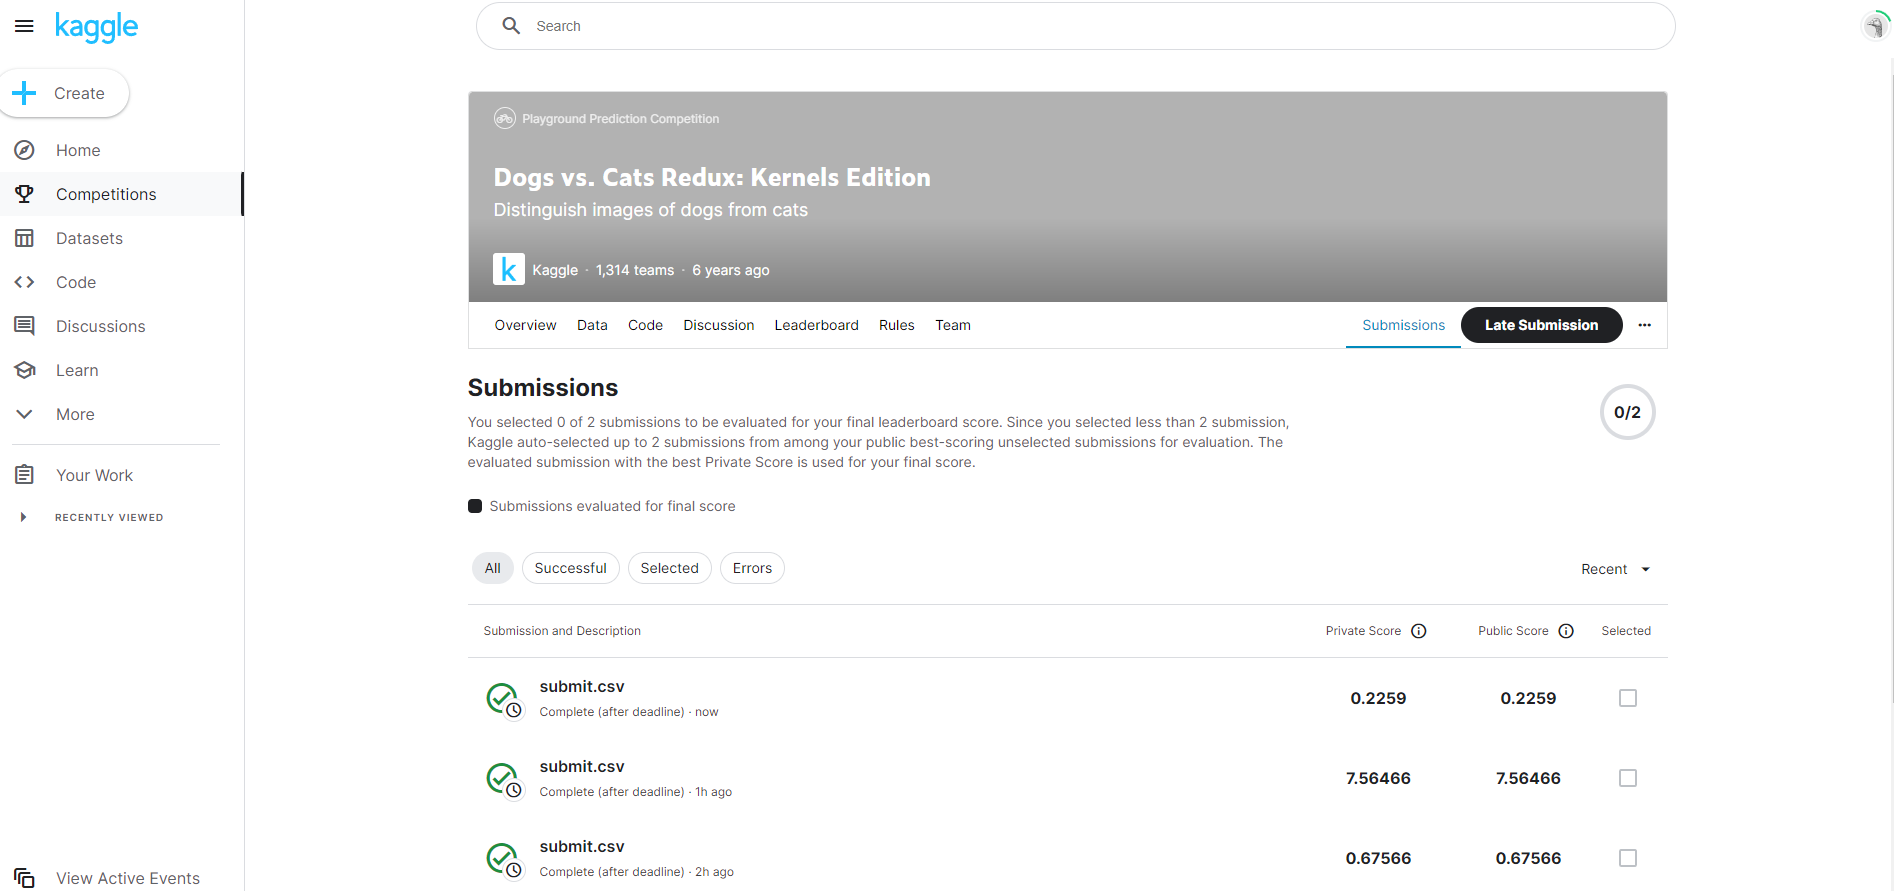 kaggle
Search
Create
Home
Competitions
Datasets
Code
Discussions
Learn
More
Your Work
RECENTLY VIEWED
View Active Events
Playground Prediction Competition
Dogs vs. Cats Redux: Kernels Edition
Distinguish images of dogs from cats
k Kaggle · 1,314 teams · 6 years ago
Overview Data Code Discussion Leaderboard Rules Team Submissions Late Submission ...
Submissions
You selected 0 of 2 submissions to be evaluated for your final leaderboard score. Since you selected less than 2 submission,
Kaggle auto-selected up to 2 submissions from among your public best-scoring unselected submissions for evaluation. The
evaluated submission with the best Private Score is used for your final score.
0/2
Submissions evaluated for final score
All Successful Selected Errors Recent
Submission and Description Private Score Public Score Selected
submit.csv
Complete (after deadline) · now
0.2259 0.2259
submit.csv
Complete (after deadline) · 1h ago
7.56466 7.56466
submit.csv
Complete (after deadline) · 2h ago
0.67566 0.67566